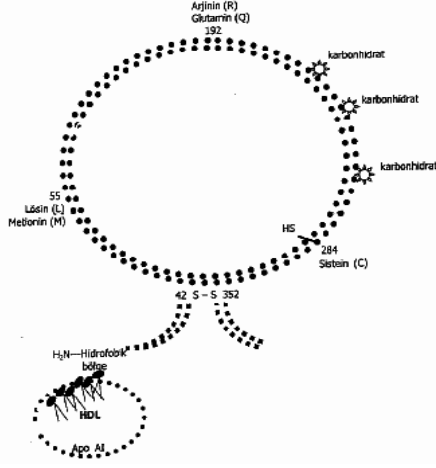 Arjinin (R)
Glutamin (Q)
192
karbonhidrat
karbonhidrat
karbonhidrat
55
Lösin (L)
Metionin (M)
HS
284
Sistein (C)
42 S – S 352
H₂N—Hidrofobik
bölge
HDL
Apo AI